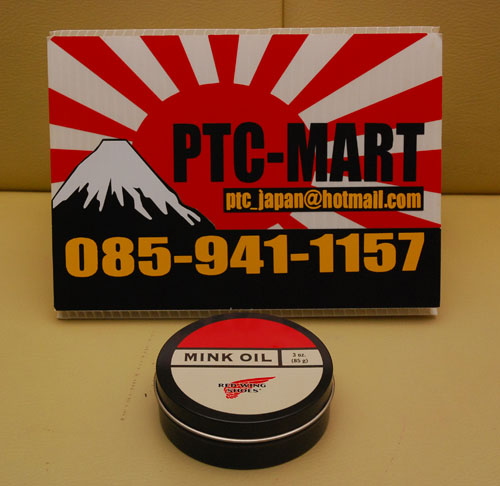 PTC-MART
ptc_japan@hotmail.com
085-941-1157
MINK OIL
3 oz.
(85 g)
RED WING
SHOES